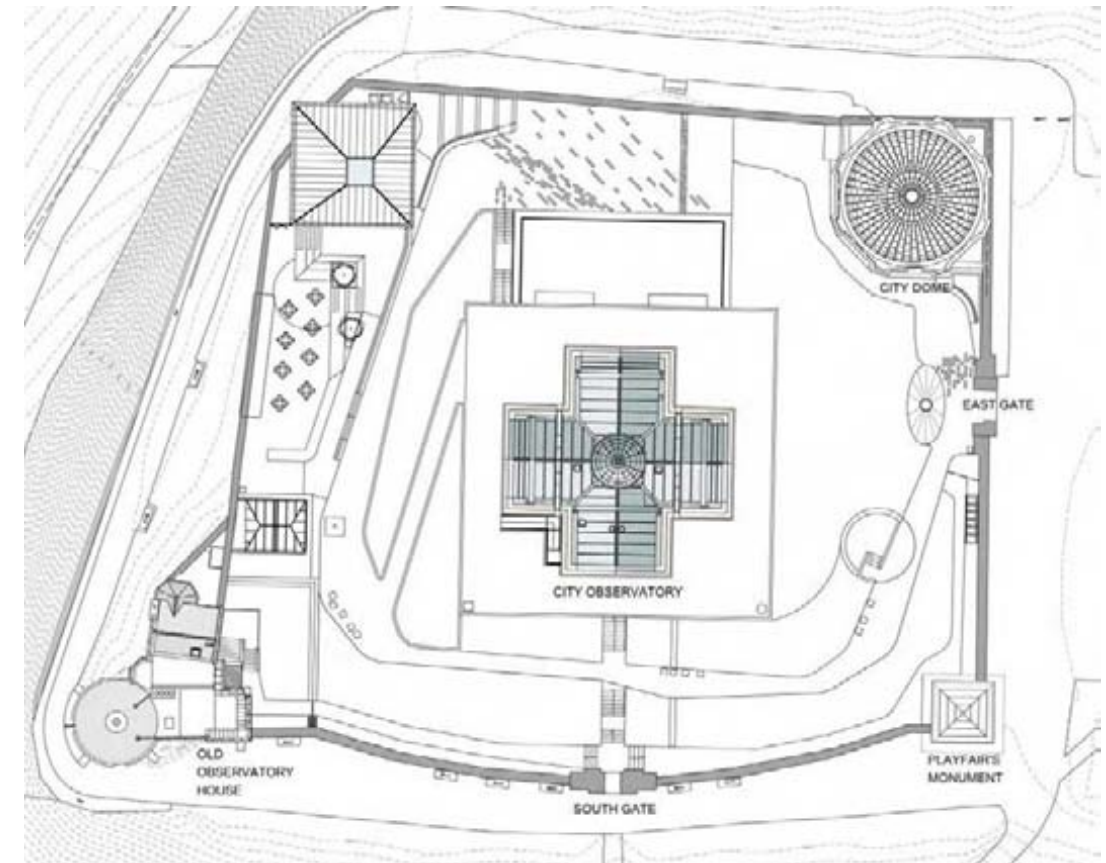 CITY DOME
EAST GATE
CITY OBSERVATORY
OLD
OBSERVATORY
HOUSE
PLAYFAIR'S
MONUMENT
SOUTH GATE